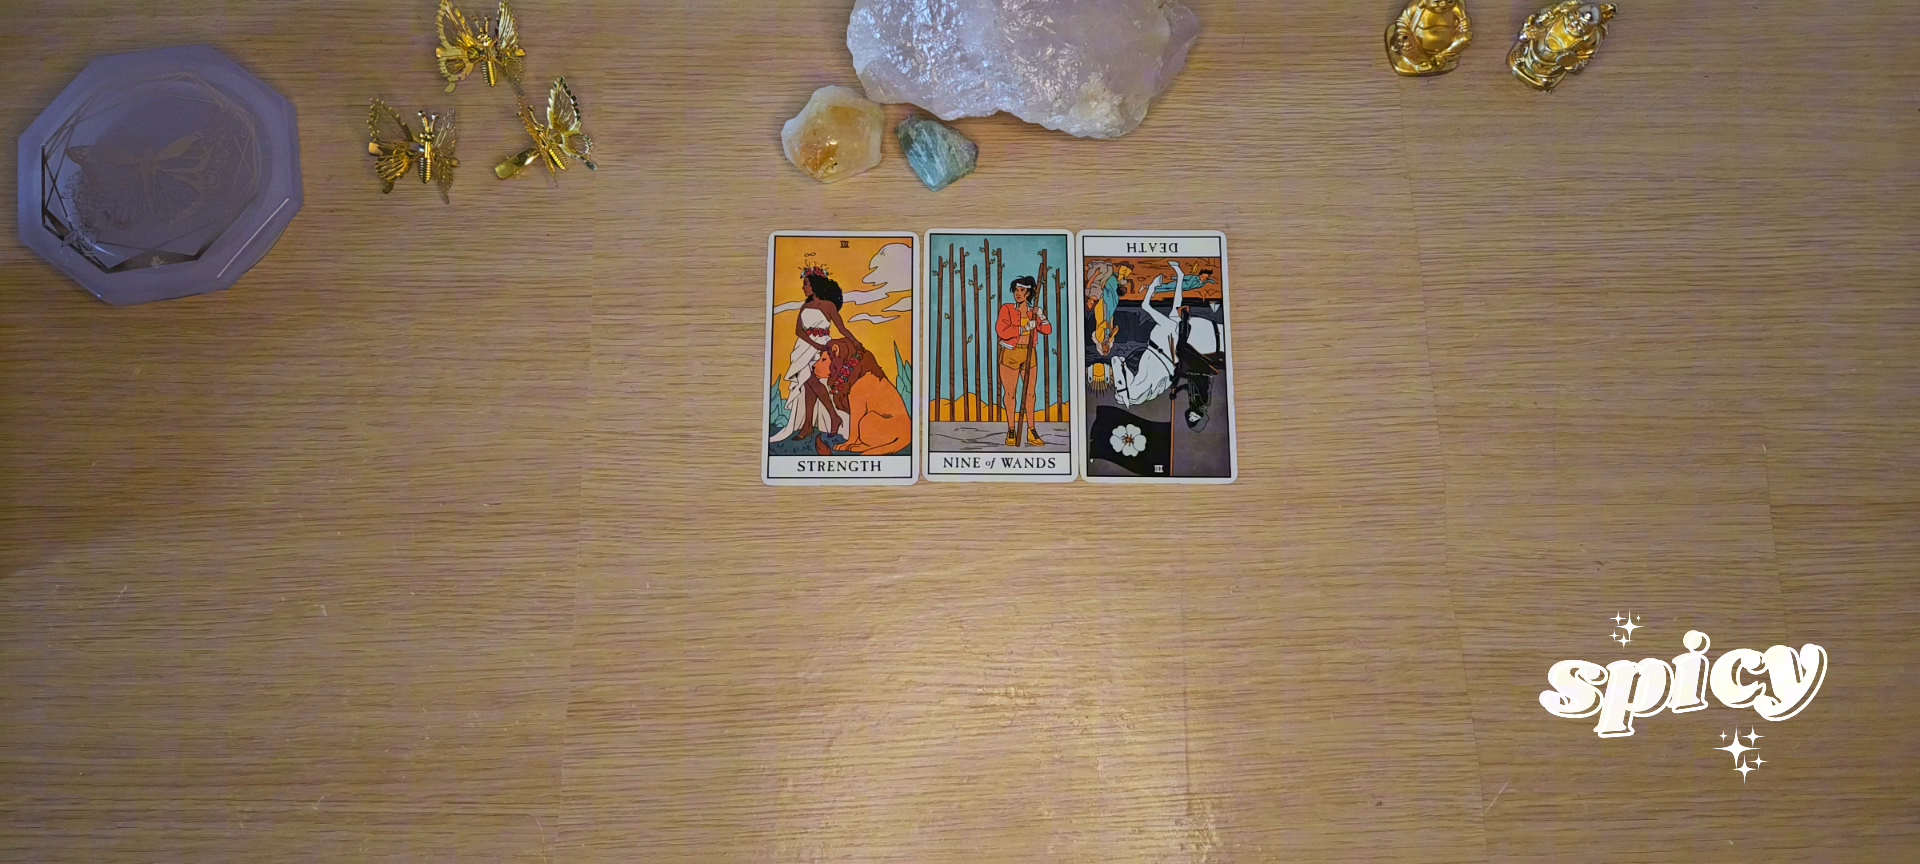 STRENGTH
NINE of WANDS
DEATH
spicy